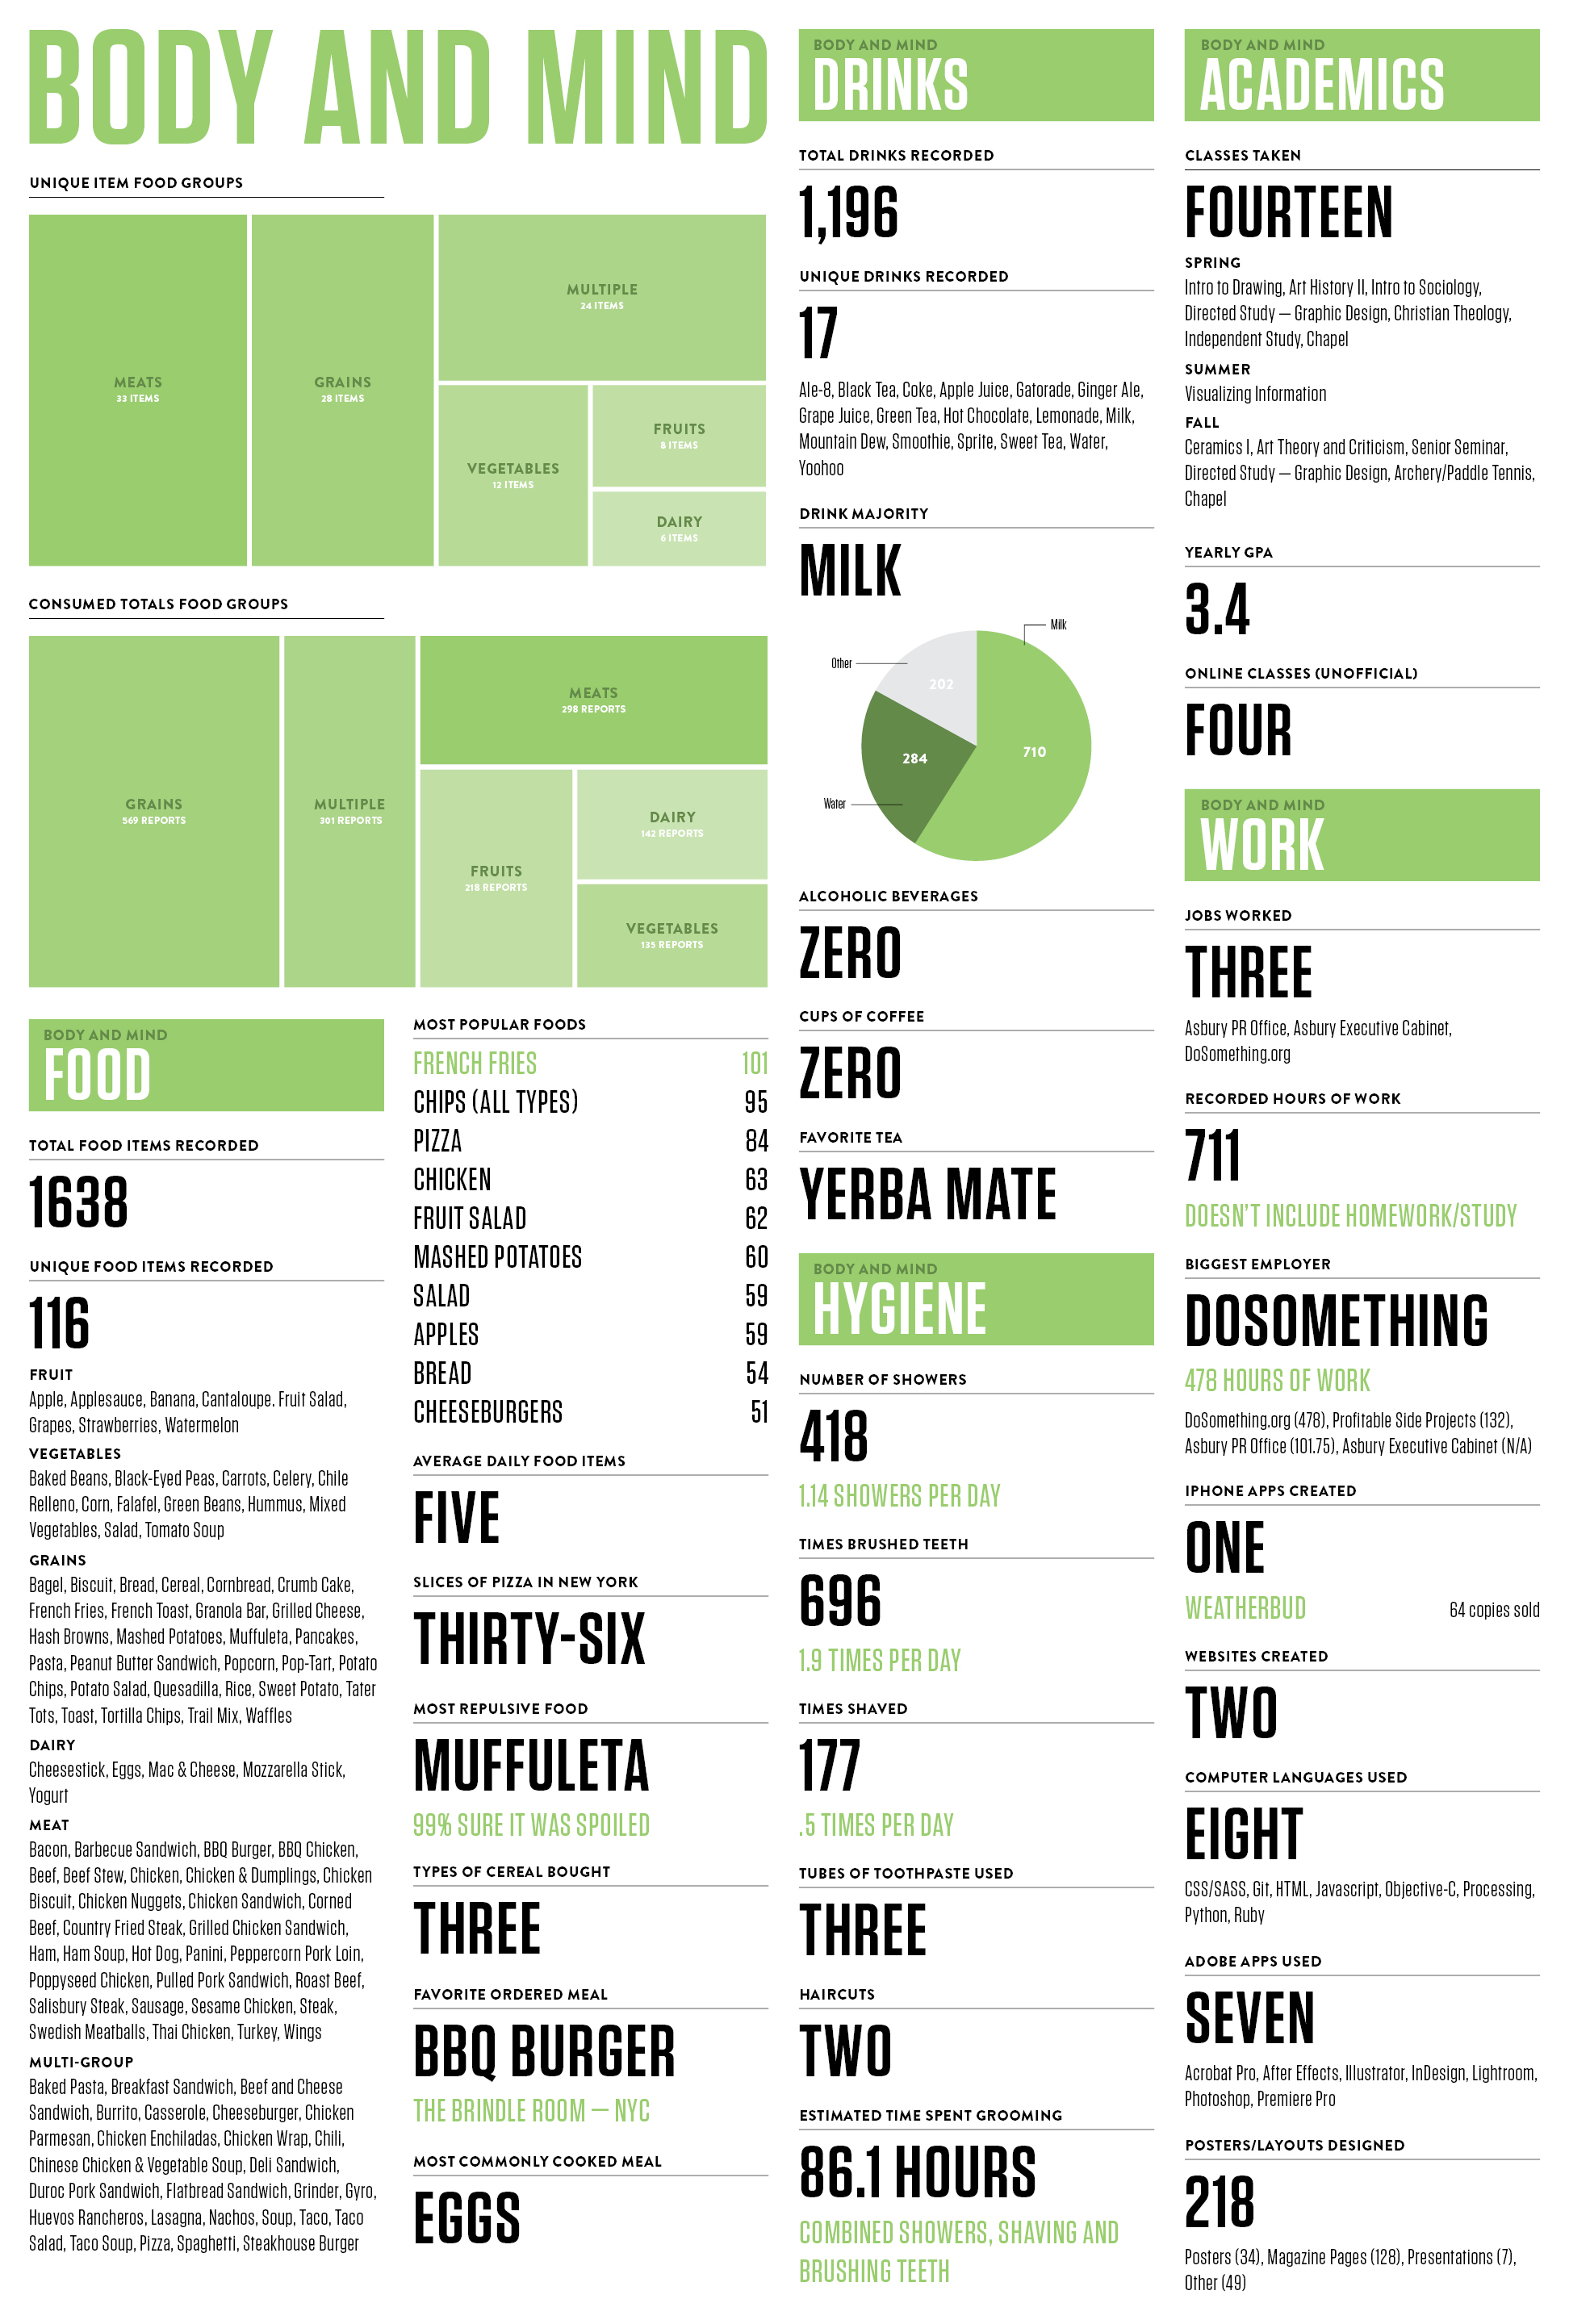 BODY AND MIND
UNIQUE ITEM FOOD GROUPS
MEATS
33 ITEMS
GRAINS
28 ITEMS
MULTIPLE
24 ITEMS
VEGETABLES
12 ITEMS
FRUITS
8 ITEMS
DAIRY
6 ITEMS
CONSUMED TOTALS FOOD GROUPS
GRAINS
569 REPORTS
MULTIPLE
301 REPORTS
MEATS
298 REPORTS
FRUITS
218 REPORTS
DAIRY
142 REPORTS
VEGETABLES
135 REPORTS
BODY AND MIND
FOOD
TOTAL FOOD ITEMS RECORDED
1638
UNIQUE FOOD ITEMS RECORDED
116
FRUIT
Apple, Applesauce, Banana, Cantaloupe. Fruit Salad,
Grapes, Strawberries, Watermelon
VEGETABLES
Baked Beans, Black-Eyed Peas, Carrots, Celery, Chile
Relleno, Corn, Falafel, Green Beans, Hummus, Mixed
Vegetables, Salad, Tomato Soup
GRAINS
Bagel, Biscuit, Bread, Cereal, Cornbread, Crumb Cake,
French Fries, French Toast, Granola Bar, Grilled Cheese,
Hash Browns, Mashed Potatoes, Muffuleta, Pancakes,
Pasta, Peanut Butter Sandwich, Popcorn, Pop-Tart, Potato
Chips, Potato Salad, Quesadilla, Rice, Sweet Potato, Tater
Tots, Toast, Tortilla Chips, Trail Mix, Waffles
DAIRY
Cheesestick, Eggs, Mac & Cheese, Mozzarella Stick,
Yogurt
MEAT
Bacon, Barbecue Sandwich, BBQ Burger, BBQ Chicken,
Beef, Beef Stew, Chicken, Chicken & Dumplings, Chicken
Biscuit, Chicken Nuggets, Chicken Sandwich, Corned
Beef, Country Fried Steak, Grilled Chicken Sandwich,
Ham, Ham Soup, Hot Dog, Panini, Peppercorn Pork Loin,
Poppyseed Chicken, Pulled Pork Sandwich, Roast Beef,
Salisbury Steak, Sausage, Sesame Chicken, Steak,
Swedish Meatballs, Thai Chicken, Turkey, Wings
MULTI-GROUP
Baked Pasta, Breakfast Sandwich, Beef and Cheese
Sandwich, Burrito, Casserole, Cheeseburger, Chicken
Parmesan, Chicken Enchiladas, Chicken Wrap, Chili,
Chinese Chicken & Vegetable Soup, Deli Sandwich,
Duroc Pork Sandwich, Flatbread Sandwich, Grinder, Gyro,
Huevos Rancheros, Lasagna, Nachos, Soup, Taco, Taco
Salad, Taco Soup, Pizza, Spaghetti, Steakhouse Burger
MOST POPULAR FOODS
FRENCH FRIES 101
CHIPS (ALL TYPES) 95
PIZZA 84
CHICKEN 63
FRUIT SALAD 62
MASHED POTATOES 60
SALAD 59
APPLES 59
BREAD 54
CHEESEBURGERS 51
AVERAGE DAILY FOOD ITEMS
FIVE
SLICES OF PIZZA IN NEW YORK
THIRTY-SIX
MOST REPULSIVE FOOD
MUFFULETA
99% SURE IT WAS SPOILED
TYPES OF CEREAL BOUGHT
THREE
FAVORITE ORDERED MEAL
BBQ BURGER
THE BRINDLE ROOM — NYC
MOST COMMONLY COOKED MEAL
EGGS
BODY AND MIND
DRINKS
TOTAL DRINKS RECORDED
1,196
UNIQUE DRINKS RECORDED
17
Ale-8, Black Tea, Coke, Apple Juice, Gatorade, Ginger Ale,
Grape Juice, Green Tea, Hot Chocolate, Lemonade, Milk,
Mountain Dew, Smoothie, Sprite, Sweet Tea, Water,
Yoohoo
DRINK MAJORITY
MILK
Milk
Other
202
710
284
Water
ALCOHOLIC BEVERAGES
ZERO
CUPS OF COFFEE
ZERO
FAVORITE TEA
YERBA MATE
BODY AND MIND
HYGIENE
NUMBER OF SHOWERS
418
1.14 SHOWERS PER DAY
TIMES BRUSHED TEETH
696
1.9 TIMES PER DAY
TIMES SHAVED
177
.5 TIMES PER DAY
TUBES OF TOOTHPASTE USED
THREE
HAIRCUTS
TWO
ESTIMATED TIME SPENT GROOMING
86.1 HOURS
COMBINED SHOWERS, SHAVING AND
BRUSHING TEETH
BODY AND MIND
ACADEMICS
CLASSES TAKEN
FOURTEEN
SPRING
Intro to Drawing, Art History II, Intro to Sociology,
Directed Study — Graphic Design, Christian Theology,
Independent Study, Chapel
SUMMER
Visualizing Information
FALL
Ceramics I, Art Theory and Criticism, Senior Seminar,
Directed Study — Graphic Design, Archery/Paddle Tennis,
Chapel
YEARLY GPA
3.4
ONLINE CLASSES (UNOFFICIAL)
FOUR
BODY AND MIND
WORK
JOBS WORKED
THREE
Asbury PR Office, Asbury Executive Cabinet,
DoSomething.org
RECORDED HOURS OF WORK
711
DOESN'T INCLUDE HOMEWORK/STUDY
BIGGEST EMPLOYER
DOSOMETHING
478 HOURS OF WORK
DoSomething.org (478), Profitable Side Projects (132),
Asbury PR Office (101.75), Asbury Executive Cabinet (N/A)
IPHONE APPS CREATED
ONE
WEATHERBUD 64 copies sold
WEBSITES CREATED
TWO
COMPUTER LANGUAGES USED
EIGHT
CSS/SASS, Git, HTML, Javascript, Objective-C, Processing,
Python, Ruby
ADOBE APPS USED
SEVEN
Acrobat Pro, After Effects, Illustrator, InDesign, Lightroom,
Photoshop, Premiere Pro
POSTERS/LAYOUTS DESIGNED
218
Posters (34), Magazine Pages (128), Presentations (7),
Other (49)